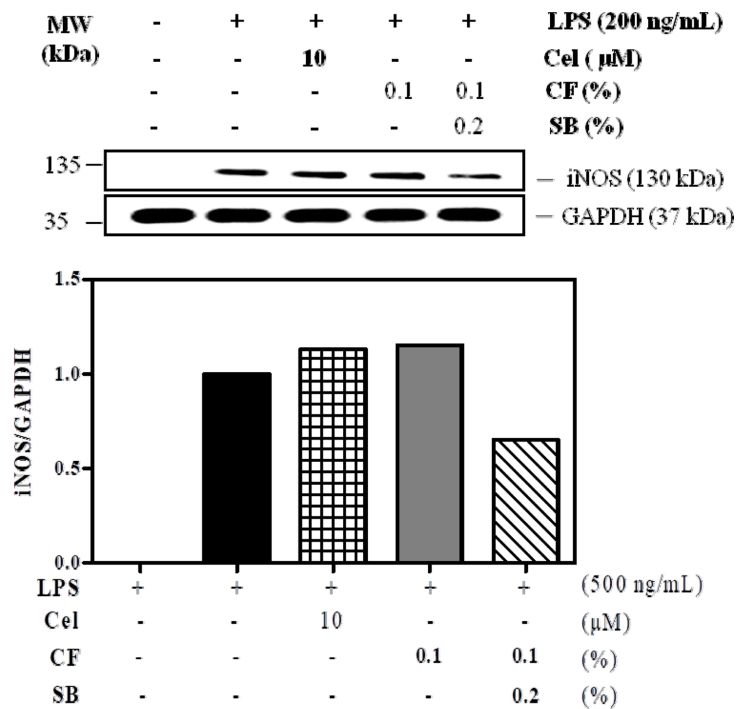 MW - + + + + LPS (200 ng/mL)
(kDa) - - 10 - - Cel ( µM)
- - - 0.1 0.1 CF (%)
- - - - 0.2 SB (%)
135 — — iNOS (130 kDa)
35 — — GAPDH (37 kDa)
1.5
1.0
0.5
0.0
iNOS/GAPDH
LPS + + + + + (500 ng/mL)
Cel - - 10 - - (µM)
CF - - - 0.1 0.1 (%)
SB - - - - 0.2 (%)